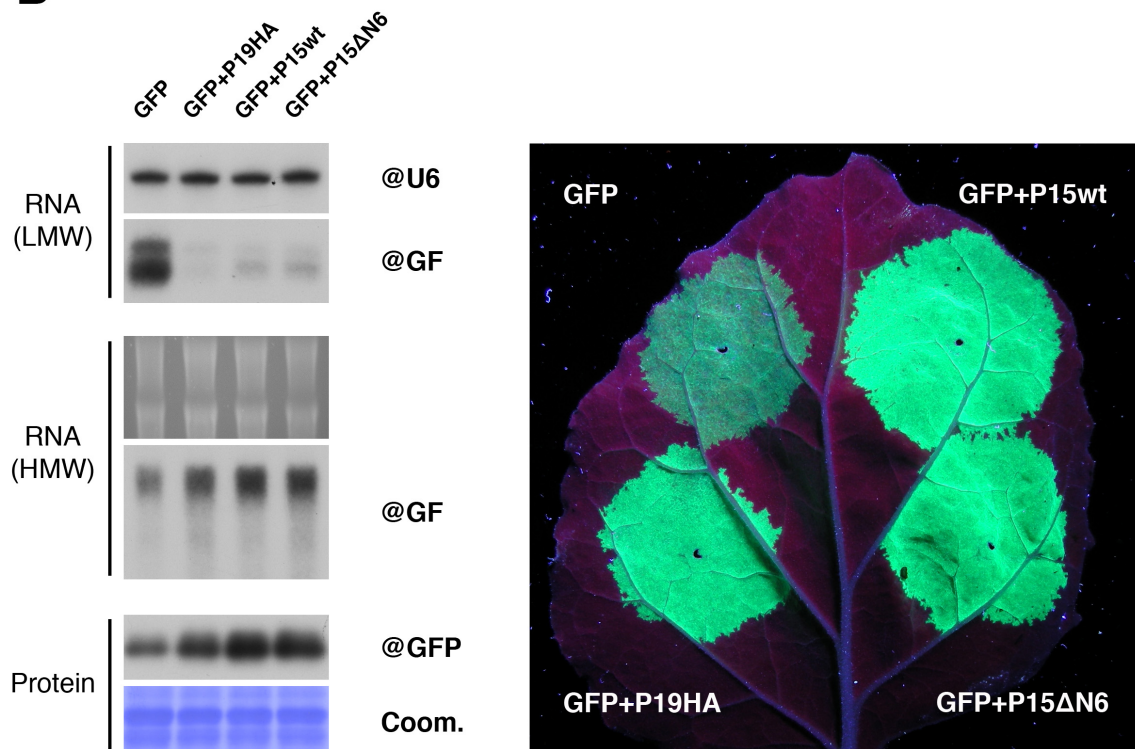 GFP
GFP+P19HA
GFP+P15wt
GFP+P15ΔN6
RNA
(LMW)
@U6
@GF
RNA
(HMW)
@GF
Protein
@GFP
Coom.
GFP
GFP+P15wt
GFP+P19HA
GFP+P15ΔN6